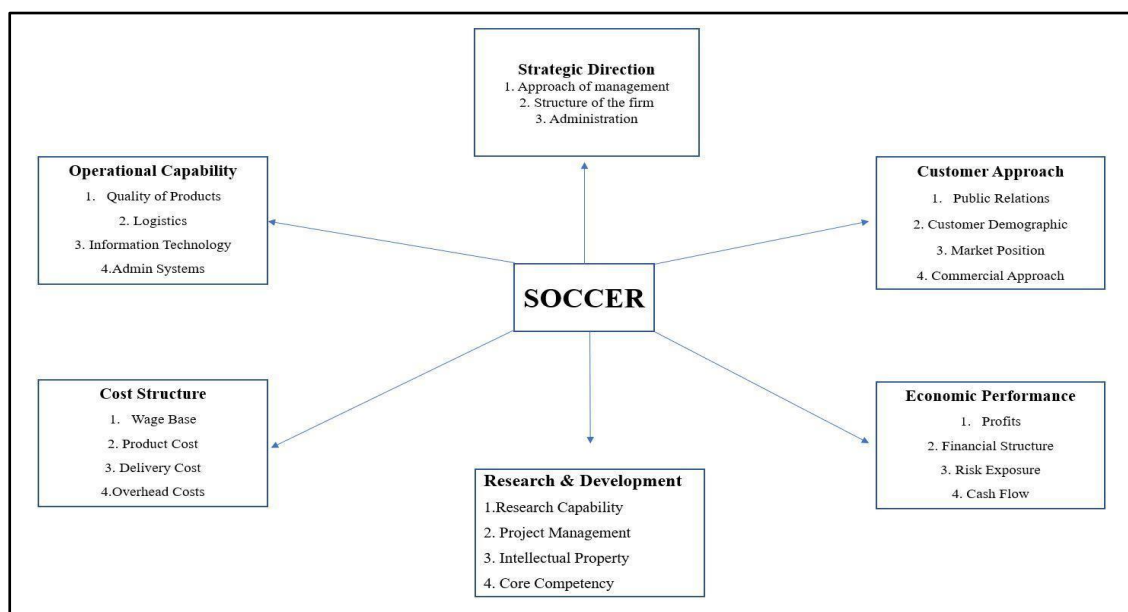 Strategic Direction
1. Approach of management
2. Structure of the firm
3. Administration
Operational Capability
1. Quality of Products
2. Logistics
3. Information Technology
4.Admin Systems
Customer Approach
1. Public Relations
2. Customer Demographic
3. Market Position
4. Commercial Approach
SOCCER
Cost Structure
1. Wage Base
2. Product Cost
3. Delivery Cost
4.Overhead Costs
Research & Development
1.Research Capability
2. Project Management
3. Intellectual Property
4. Core Competency
Economic Performance
1. Profits
2. Financial Structure
3. Risk Exposure
4. Cash Flow